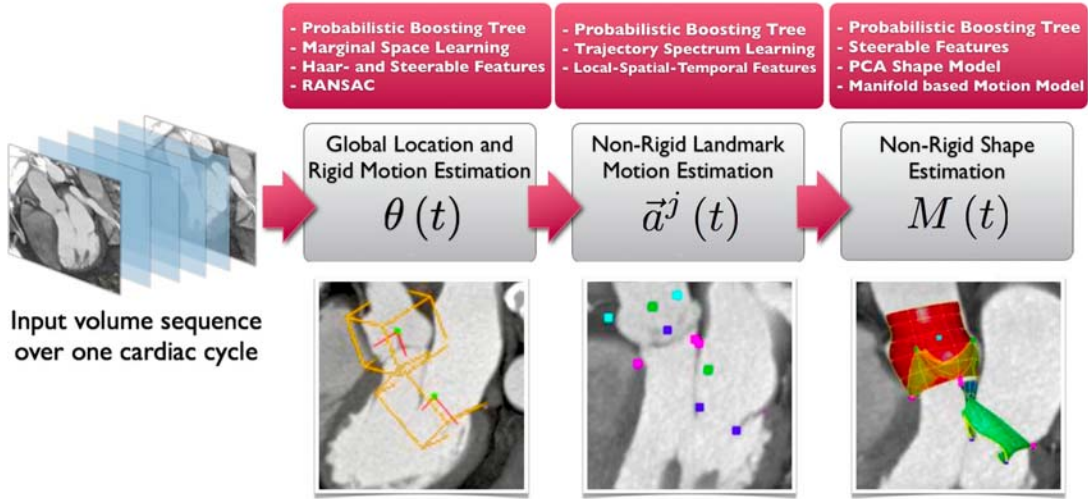 - Probabilistic Boosting Tree
- Marginal Space Learning
- Haar- and Steerable Features
- RANSAC
- Probabilistic Boosting Tree
- Trajectory Spectrum Learning
- Local-Spatial-Temporal Features
- Probabilistic Boosting Tree
- Steerable Features
- PCA Shape Model
- Manifold based Motion Model
Global Location and
Rigid Motion Estimation
θ (t)
Non-Rigid Landmark
Motion Estimation
a⃗ʲ (t)
Non-Rigid Shape
Estimation
M (t)
Input volume sequence
over one cardiac cycle